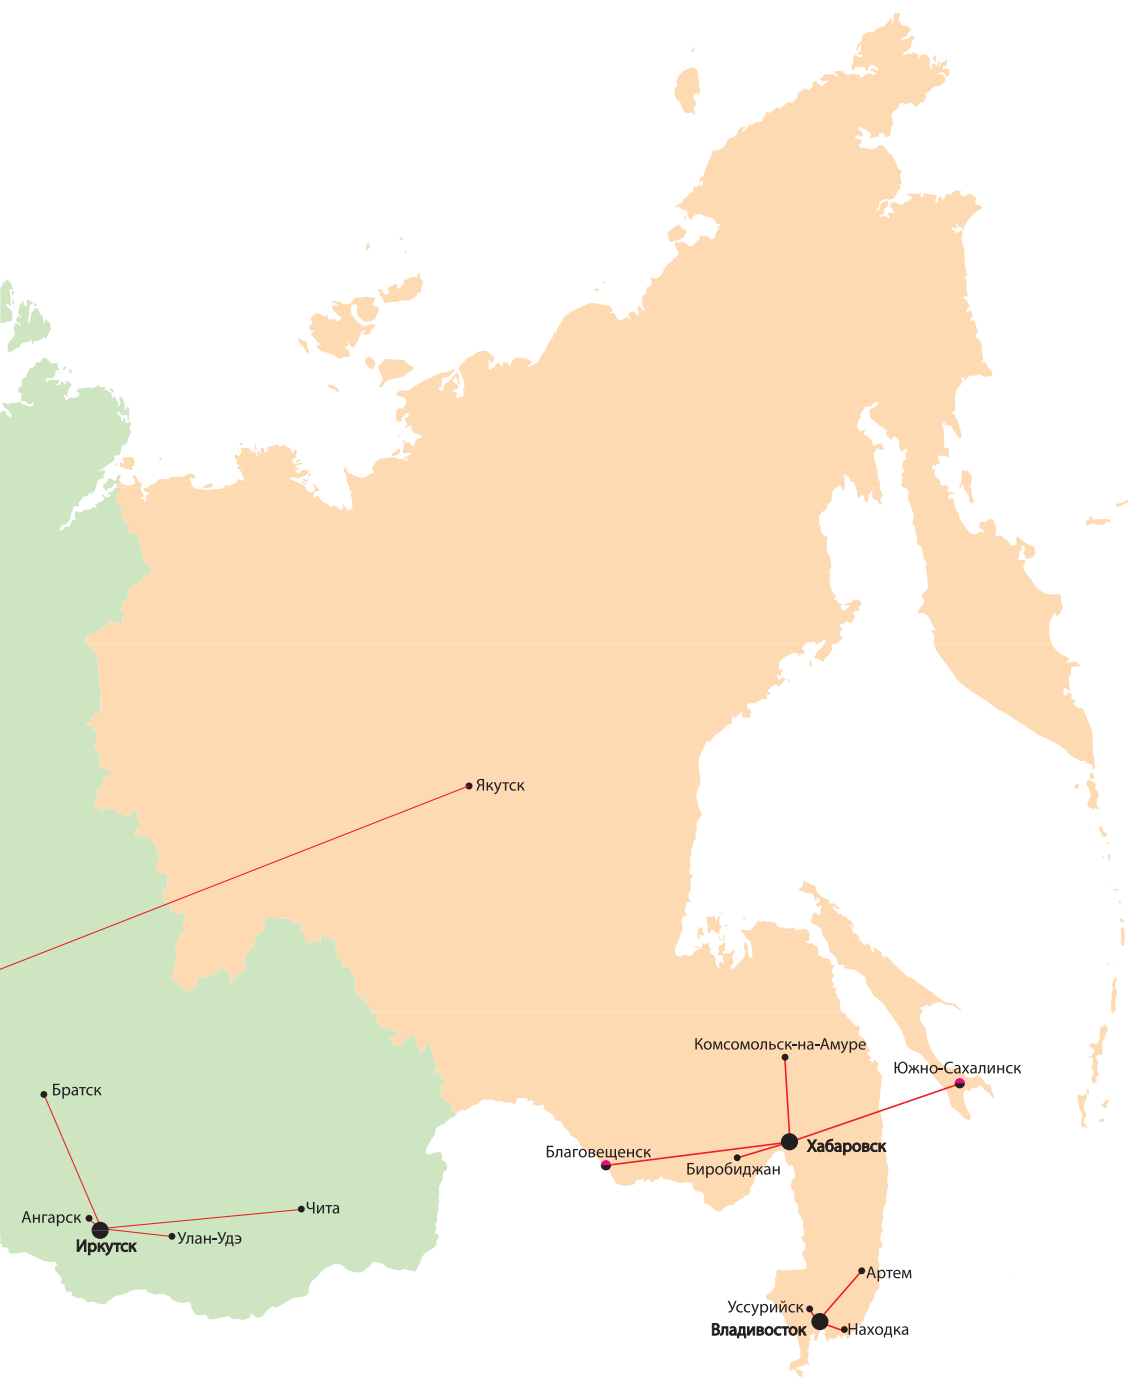 Якутск
Комсомольск-на-Амуре
Южно-Сахалинск
Братск
Хабаровск
Благовещенск
Биробиджан
Чита
Ангарск
Улан-Удэ
Иркутск
Артем
Уссурийск
Владивосток
Находка